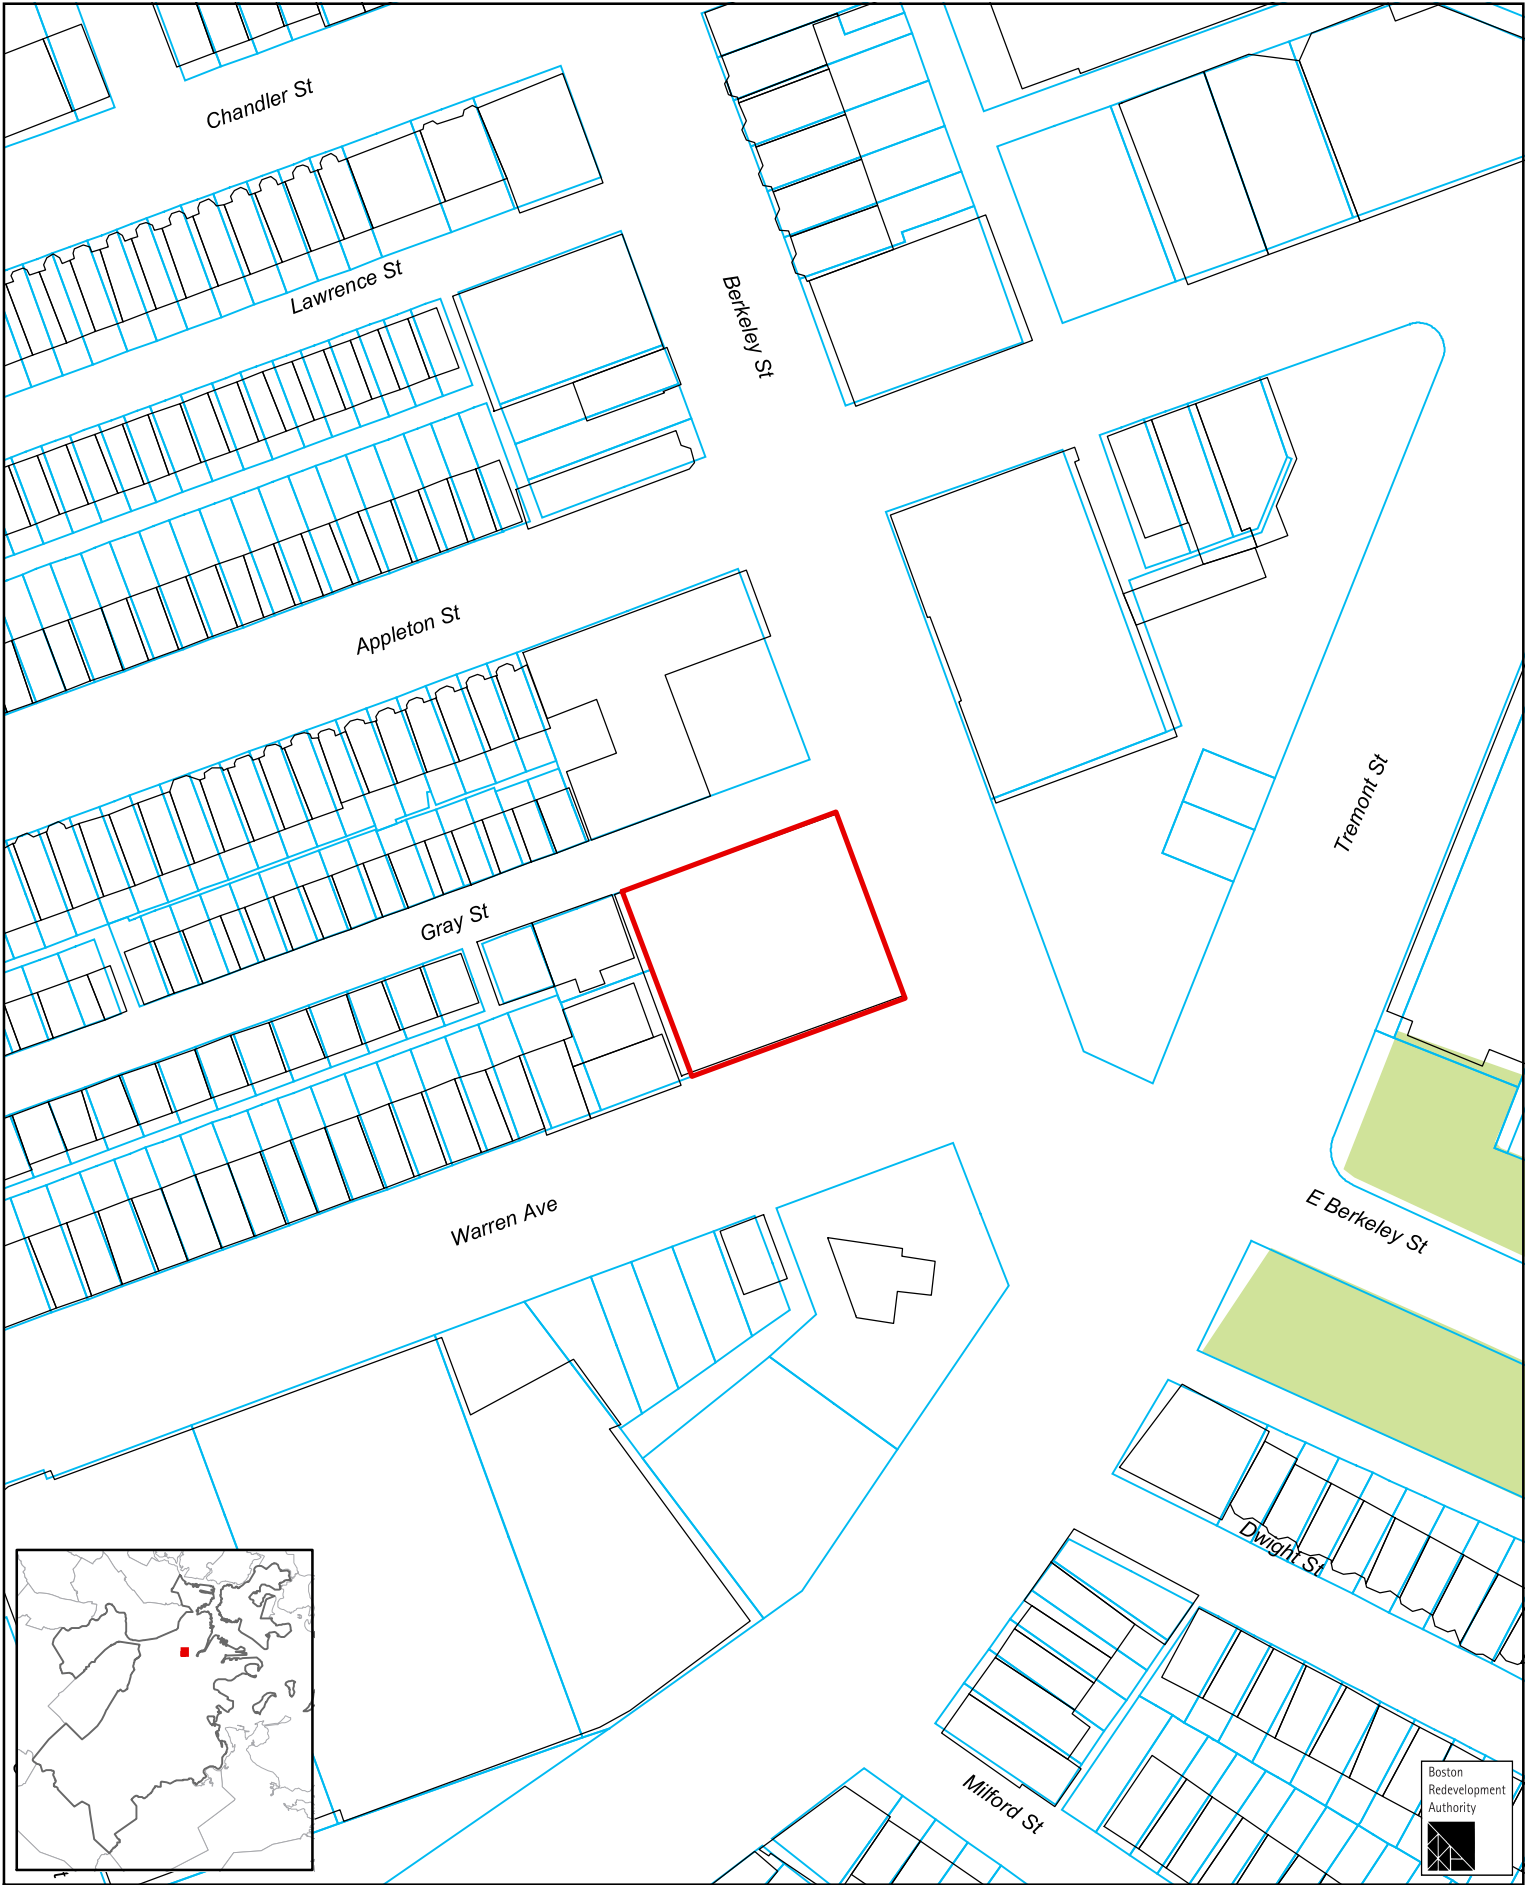 Chandler St
Lawrence St
Berkeley St
Appleton St
Tremont St
Gray St
Warren Ave
E Berkeley St
Dwight St
Milford St
Boston
Redevelopment
Authority